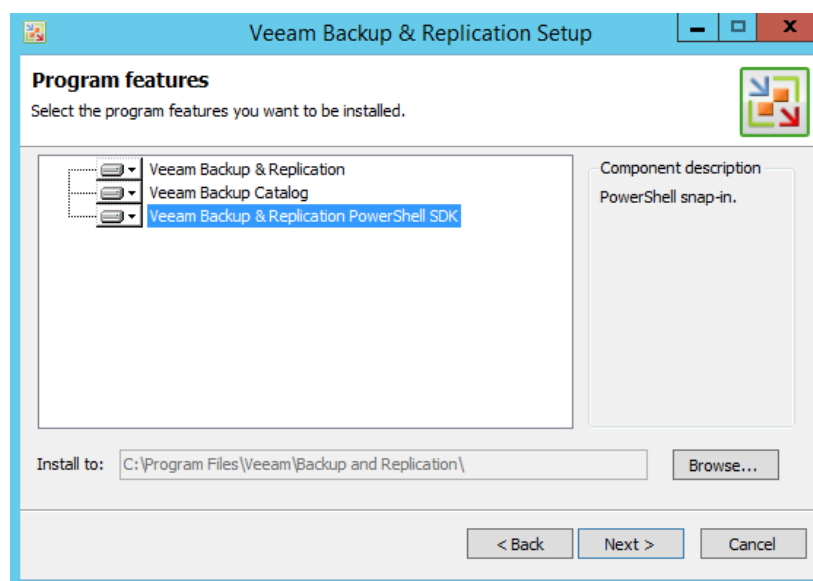 Veeam Backup & Replication Setup
Program features
Select the program features you want to be installed.
Veeam Backup & Replication
Veeam Backup Catalog
Veeam Backup & Replication PowerShell SDK
Component description
PowerShell snap-in.
Install to: C:\Program Files\Veeam\Backup and Replication\ Browse...
< Back Next > Cancel